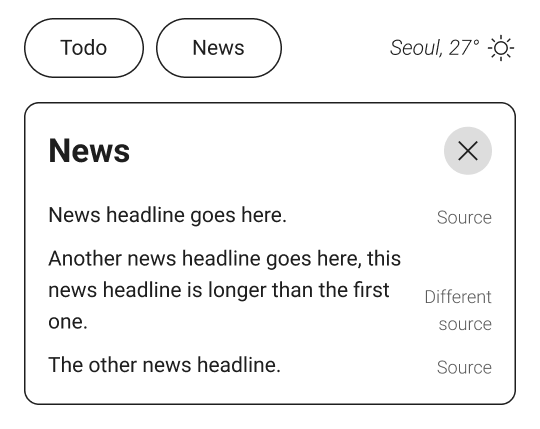 Todo News Seoul, 27°
News
News headline goes here. Source
Another news headline goes here, this
news headline is longer than the first
one.
Different
source
The other news headline. Source